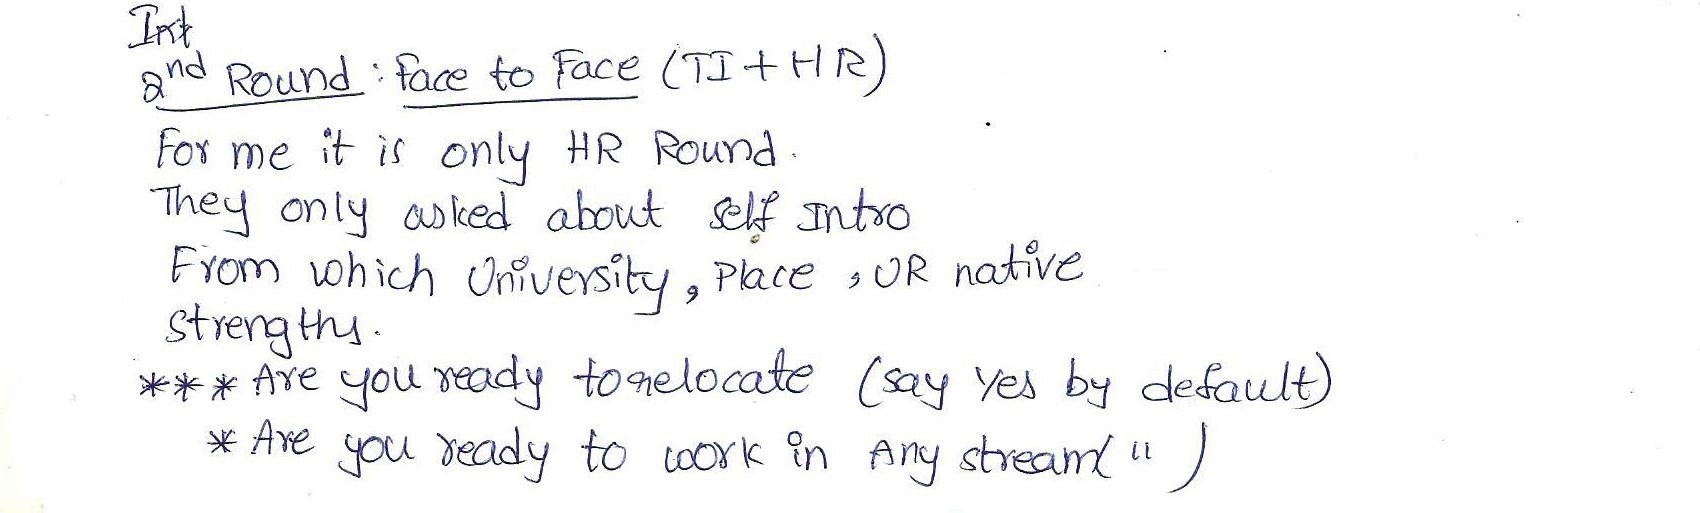 Int
2nd Round : Face to Face (TI + HR)
For me it is only HR Round.
They only asked about self Intro
From which University, Place , UR native
strengths.
*** Are you ready to relocate (say yes by default)
* Are you ready to work in Any stream( " )